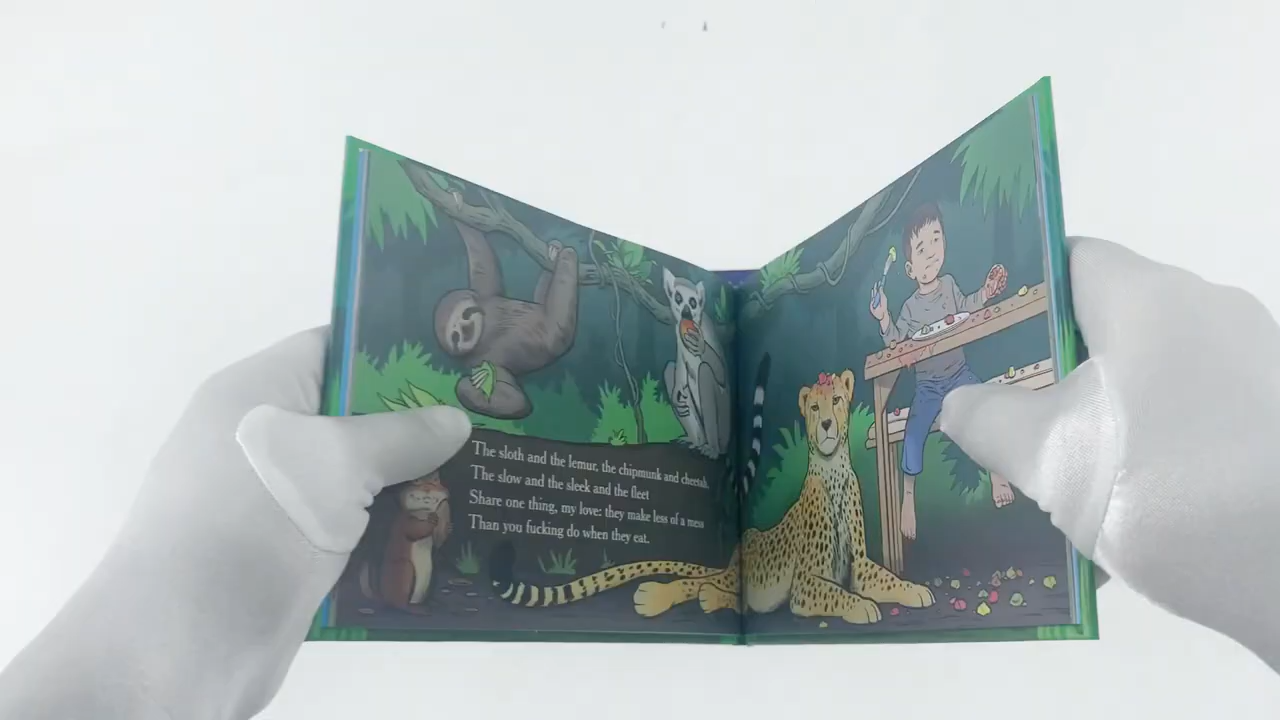 The sloth and the lemur, the chipmunk and cheetah,
The slow and the sleek and the fleet
Share one thing, my love: they make less of a mess
Than you fucking do when they eat.